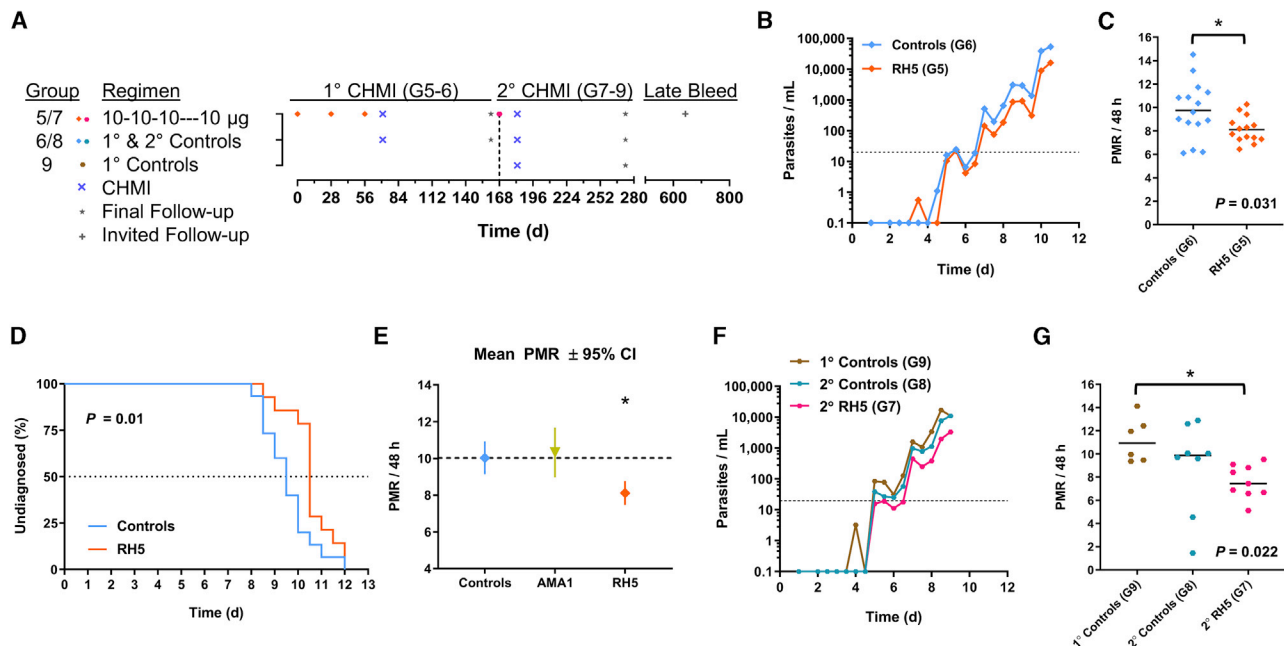 A
Group Regimen 1° CHMI (G5-6) 2° CHMI (G7-9) Late Bleed
5/7 10-10-10---10 µg
6/8 1° & 2° Controls
9 1° Controls
CHMI
Final Follow-up
Invited Follow-up
0 28 56 84 112 140 168 196 224 252 280 400 600 800
Time (d)
B
100,000
10,000
1,000
100
10
1
0.1
Parasites / mL
Controls (G6)
RH5 (G5)
0 2 4 6 8 10 12
Time (d)
C
*
16
14
12
10
8
6
4
2
0
PMR / 48 h
P = 0.031
Controls (G6)
RH5 (G5)
D
100
75
50
25
0
Undiagnosed (%)
P = 0.01
Controls
RH5
0 1 2 3 4 5 6 7 8 9 10 11 12 13
Time (d)
E
Mean PMR ± 95% CI
14
12
10
8
6
4
PMR / 48 h
*
Controls AMA1 RH5
F
1° Controls (G9)
2° Controls (G8)
2° RH5 (G7)
100,000
10,000
1,000
100
10
1
0.1
Parasites / mL
0 2 4 6 8 10 12
Time (d)
G
*
16
14
12
10
8
6
4
2
0
PMR / 48 h
P = 0.022
1° Controls (G9)
2° Controls (G8)
2° RH5 (G7)